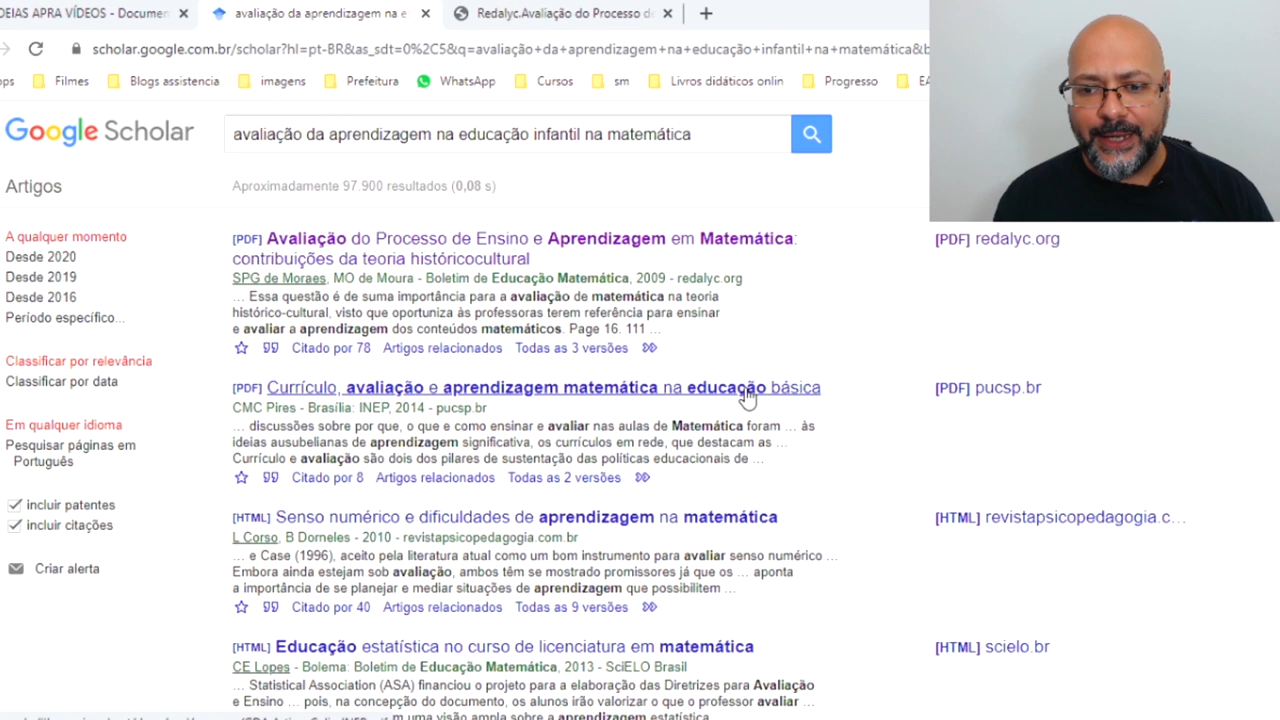 DEIAS APRA VÍDEOS - Documen
avaliação da aprendizagem na e
Redalyc.Avaliação do Processo de
scholar.google.com.br/scholar?hl=pt-BR&as_sdt=0%2C5&q=avaliação+da+aprendizagem+na+educação+infantil+na+matemática&b
ps Filmes Blogs assistencia imagens Prefeitura WhatsApp Cursos sm Livros didáticos onlin Progresso EA
Google Scholar
avaliação da aprendizagem na educação infantil na matemática
Artigos
Aproximadamente 97.900 resultados (0,08 s)
A qualquer momento
Desde 2020
Desde 2019
Desde 2016
Período específico...
Classificar por relevância
Classificar por data
Em qualquer idioma
Pesquisar páginas em
Português
incluir patentes
incluir citações
Criar alerta
[PDF] Avaliação do Processo de Ensino e Aprendizagem em Matemática:
contribuições da teoria históricocultural
SPG de Moraes, MO de Moura - Boletim de Educação Matemática, 2009 - redalyc.org
... Essa questão é de suma importância para a avaliação de matemática na teoria
histórico-cultural, visto que oportuniza às professoras terem referência para ensinar
e avaliar a aprendizagem dos conteúdos matemáticos. Page 16. 111 ...
Citado por 78 Artigos relacionados Todas as 3 versões
[PDF] redalyc.org
[PDF] Currículo, avaliação e aprendizagem matemática na educação básica
CMC Pires - Brasília: INEP, 2014 - pucsp.br
... discussões sobre por que, o que e como ensinar e avaliar nas aulas de Matemática foram ... às
ideias ausubelianas de aprendizagem significativa, os currículos em rede, que destacam as ...
Currículo e avaliação são dois dos pilares de sustentação das políticas educacionais de ...
Citado por 8 Artigos relacionados Todas as 2 versões
[PDF] pucsp.br
[HTML] Senso numérico e dificuldades de aprendizagem na matemática
L Corso, B Dorneles - 2010 - revistapsicopedagogia.com.br
... e Case (1996), aceito pela literatura atual como um bom instrumento para avaliar senso numérico ...
Embora ainda estejam sob avaliação, ambos têm se mostrado promissores já que os ... aponta
a importância de se planejar e mediar situações de aprendizagem que possibilitem ...
Citado por 40 Artigos relacionados Todas as 9 versões
[HTML] revistapsicopedagogia.c...
[HTML] Educação estatística no curso de licenciatura em matemática
CE Lopes - Bolema: Boletim de Educação Matemática, 2013 - SciELO Brasil
... Statistical Association (ASA) financiou o projeto para a elaboração das Diretrizes para Avaliação
e Ensino ... pois, na concepção do documento, os alunos irão valorizar o que o professor avaliar ...
m uma visão ampla sobre a aprendizagem estatística
[HTML] scielo.br